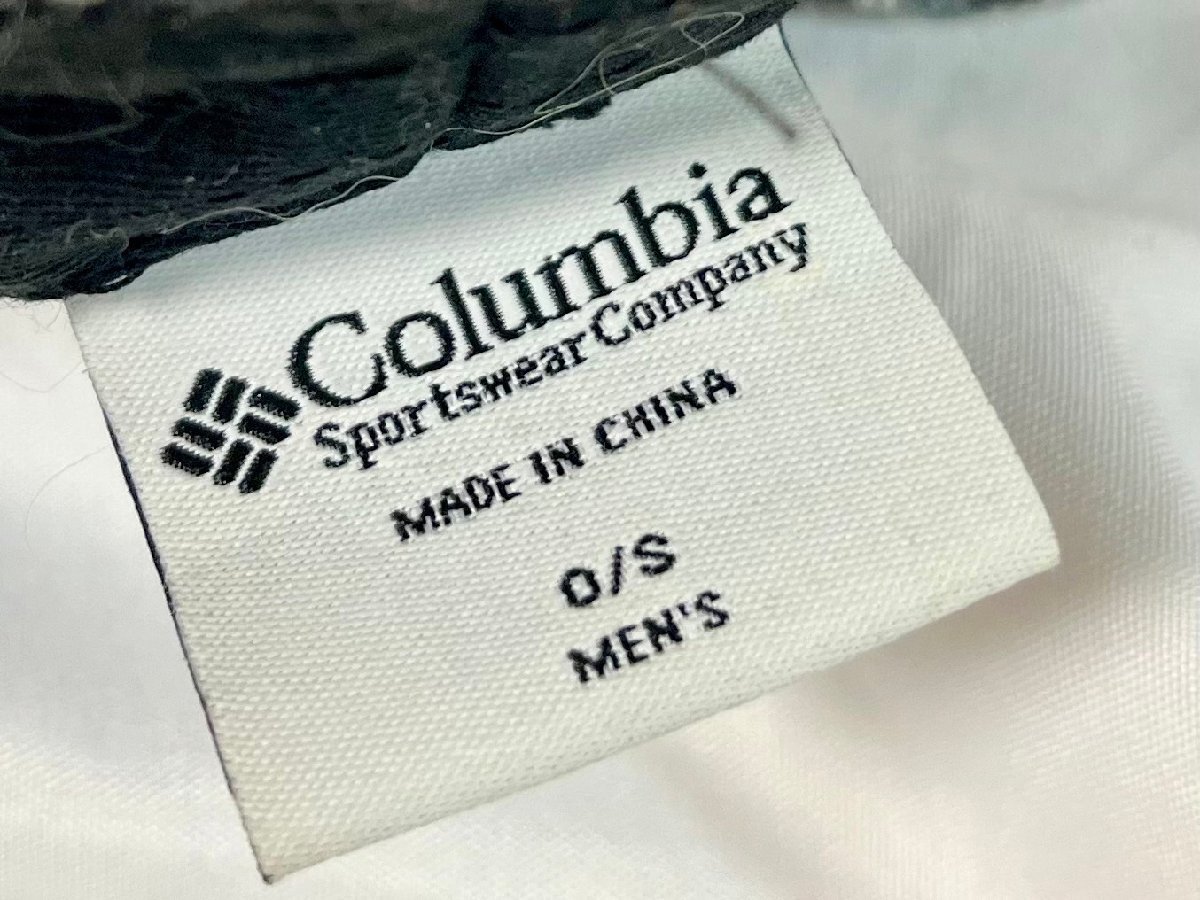 Columbia
Sportswear Company
MADE IN CHINA
O/S
MEN'S